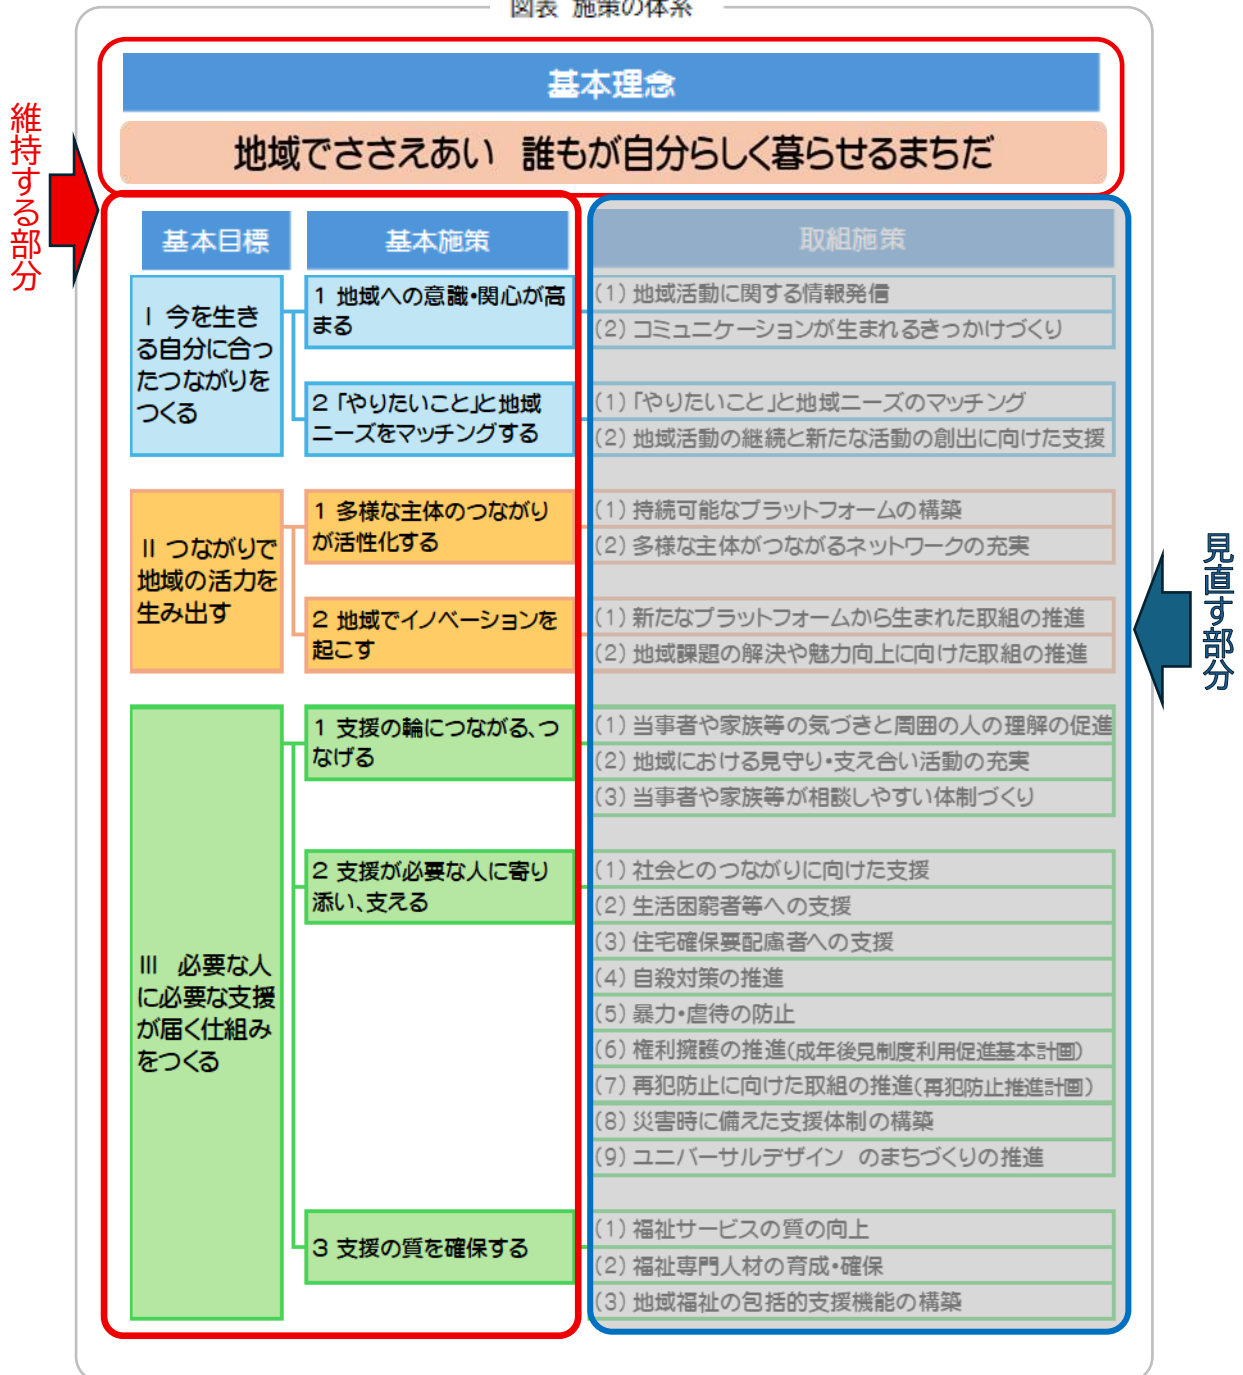 図表 施策の体系
維持する部分
基本理念
地域でささえあい 誰もが自分らしく暮らせるまちだ
基本目標
基本施策
取組施策
Ⅰ 今を生き
る自分に合っ
たつながりを
つくる
1 地域への意識・関心が高
まる
(1) 地域活動に関する情報発信
(2) コミュニケーションが生まれるきっかけづくり
2 「やりたいこと」と地域
ニーズをマッチングする
(1) 「やりたいこと」と地域ニーズのマッチング
(2) 地域活動の継続と新たな活動の創出に向けた支援
Ⅱ つながりで
地域の活力を
生み出す
1 多様な主体のつながり
が活性化する
(1) 持続可能なプラットフォームの構築
(2) 多様な主体がつながるネットワークの充実
2 地域でイノベーションを
起こす
(1) 新たなプラットフォームから生まれた取組の推進
(2) 地域課題の解決や魅力向上に向けた取組の推進
見直す部分
Ⅲ 必要な人
に必要な支援
が届く仕組み
をつくる
1 支援の輪につながる、つ
なげる
(1) 当事者や家族等の気づきと周囲の人の理解の促進
(2) 地域における見守り・支え合い活動の充実
(3) 当事者や家族等が相談しやすい体制づくり
2 支援が必要な人に寄り
添い、支える
(1) 社会とのつながりに向けた支援
(2) 生活困窮者等への支援
(3) 住宅確保要配慮者への支援
(4) 自殺対策の推進
(5) 暴力・虐待の防止
(6) 権利擁護の推進(成年後見制度利用促進基本計画)
(7) 再犯防止に向けた取組の推進(再犯防止推進計画)
(8) 災害時に備えた支援体制の構築
(9) ユニバーサルデザイン のまちづくりの推進
3 支援の質を確保する
(1) 福祉サービスの質の向上
(2) 福祉専門人材の育成・確保
(3) 地域福祉の包括的支援機能の構築